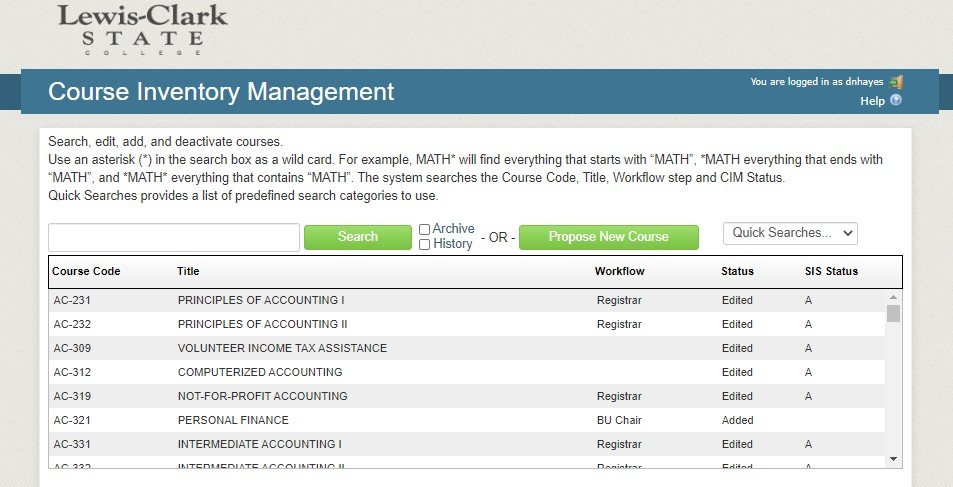 Lewis-Clark
STATE
COLLEGE
Course Inventory Management
You are logged in as dnhayes
Help
Search, edit, add, and deactivate courses.
Use an asterisk (*) in the search box as a wild card. For example, MATH* will find everything that starts with “MATH”, *MATH everything that ends with
“MATH”, and *MATH* everything that contains “MATH”. The system searches the Course Code, Title, Workflow step and CIM Status.
Quick Searches provides a list of predefined search categories to use.
Search Archive History - OR - Propose New Course Quick Searches...
Course Code Title Workflow Status SIS Status
AC-231 PRINCIPLES OF ACCOUNTING I Registrar Edited A
AC-232 PRINCIPLES OF ACCOUNTING II Registrar Edited A
AC-309 VOLUNTEER INCOME TAX ASSISTANCE Edited A
AC-312 COMPUTERIZED ACCOUNTING Edited A
AC-319 NOT-FOR-PROFIT ACCOUNTING Registrar Edited A
AC-321 PERSONAL FINANCE BU Chair Added
AC-331 INTERMEDIATE ACCOUNTING I Registrar Edited A
AC-332 INTERMEDIATE ACCOUNTING II Registrar Edited A